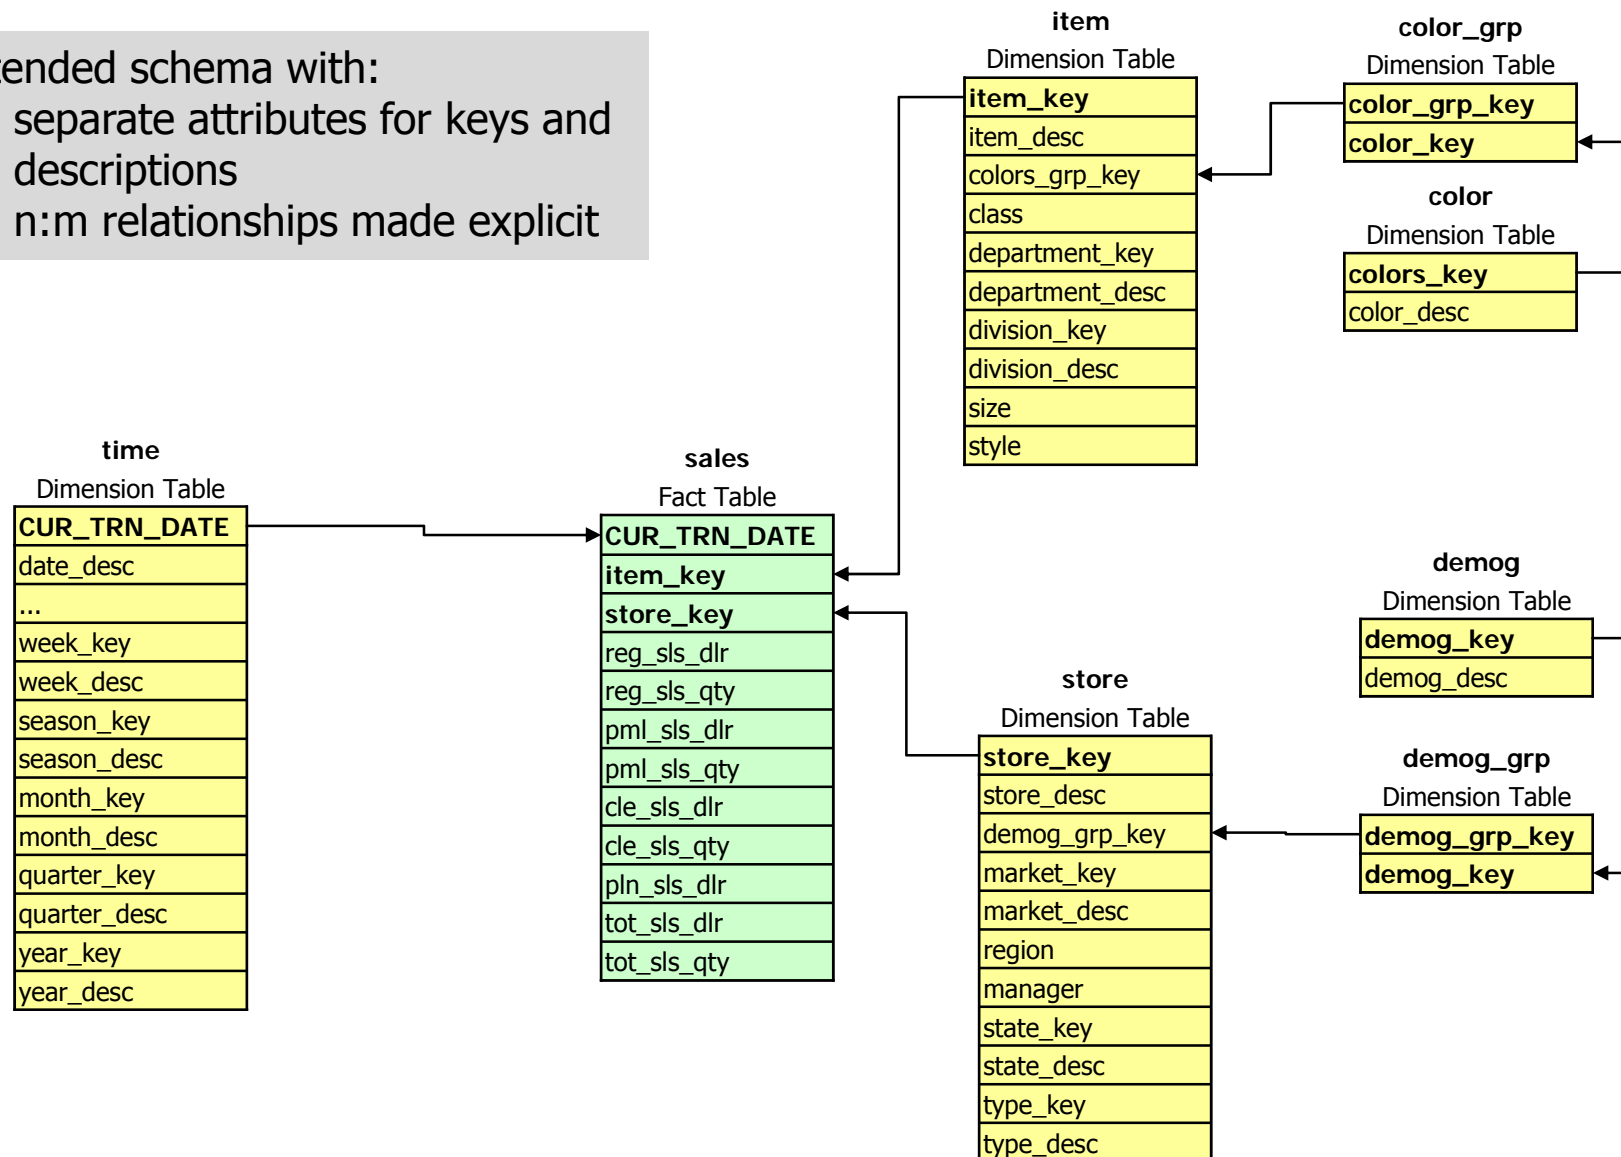 tended schema with:
separate attributes for keys and
descriptions
n:m relationships made explicit
item
Dimension Table
item_key
item_desc
colors_grp_key
class
department_key
department_desc
division_key
division_desc
size
style
color_grp
Dimension Table
color_grp_key
color_key
color
Dimension Table
colors_key
color_desc
time
Dimension Table
CUR_TRN_DATE
date_desc
...
week_key
week_desc
season_key
season_desc
month_key
month_desc
quarter_key
quarter_desc
year_key
year_desc
sales
Fact Table
CUR_TRN_DATE
item_key
store_key
reg_sls_dlr
reg_sls_qty
pml_sls_dlr
pml_sls_qty
cle_sls_dlr
cle_sls_qty
pln_sls_dlr
tot_sls_dlr
tot_sls_qty
store
Dimension Table
store_key
store_desc
demog_grp_key
market_key
market_desc
region
manager
state_key
state_desc
type_key
type_desc
demog
Dimension Table
demog_key
demog_desc
demog_grp
Dimension Table
demog_grp_key
demog_key